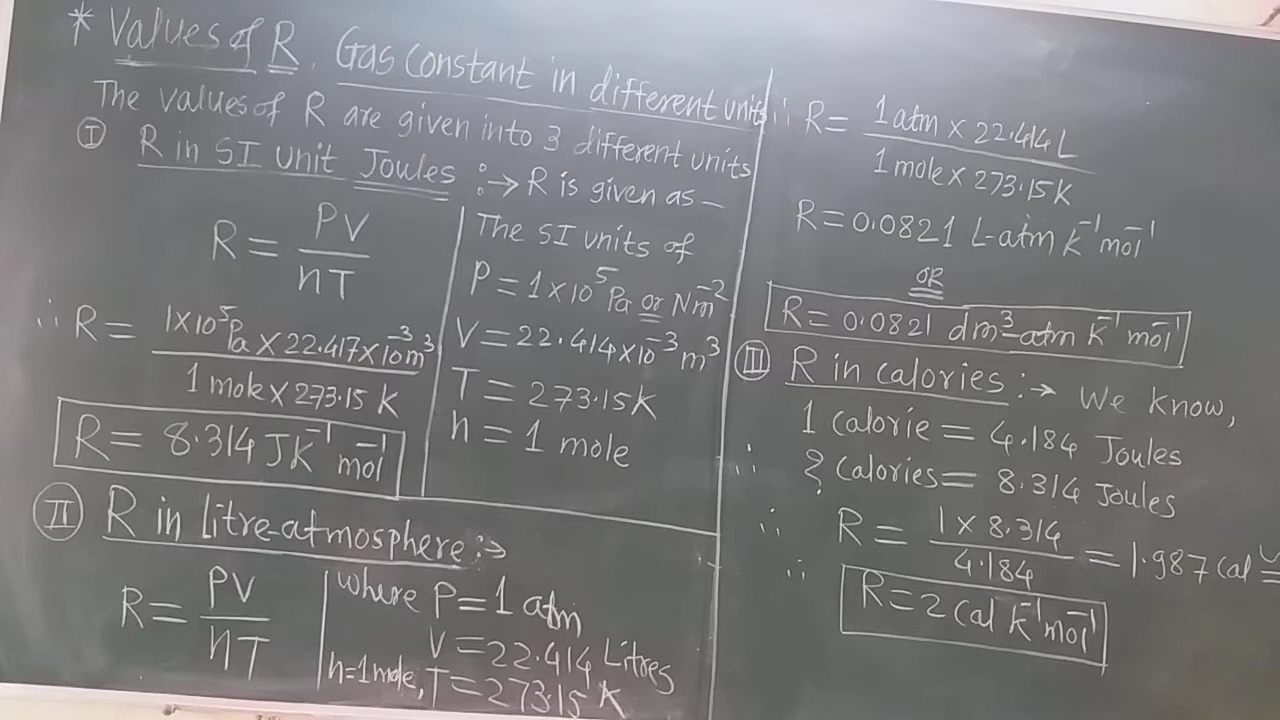 * Values of R, Gas Constant in different units
The values of R are given into 3 different units
Ⓘ R in SI unit Joules :→ R is given as –
R = PV / nT
∴ R = 1×10⁵Pa × 22.417×10⁻³m³ / 1 mole × 273.15 K
R = 8.314 JK⁻¹ mol⁻¹
The SI units of
P = 1×10⁵ Pa or Nm⁻²
V = 22.414×10⁻³ m³
T = 273.15K
n = 1 mole
II R in Litre-atmosphere :→
R = PV / nT
where P = 1 atm
V = 22.414 Litres
n=1 mole, T = 273.15 K
∴ R = 1 atm × 22.414 L / 1 mole × 273.15 K
R = 0.0821 L-atm K⁻¹ mol⁻¹
OR
R = 0.0821 dm³-atm K⁻¹ mol⁻¹
III R in calories :→ We know,
1 Calorie = 4.184 Joules
∴ ? Calories = 8.314 Joules
∴ R = 1 × 8.314 / 4.184 = 1.987 Cal
∴ R = 2 Cal K⁻¹ mol⁻¹